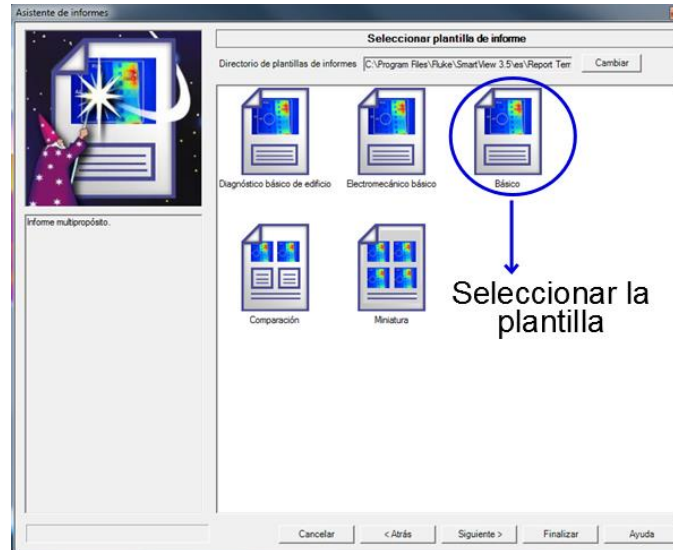 Asistente de informes
Seleccionar plantilla de informe
Directorio de plantillas de informes C:\Program Files\Fluke\SmartView 3.5\es\Report Tem Cambiar
Diagnóstico básico de edificio Electromecánico básico Básico
Informe multipropósito.
Comparación Miniatura
Seleccionar la
plantilla
Cancelar < Atrás Siguiente > Finalizar Ayuda